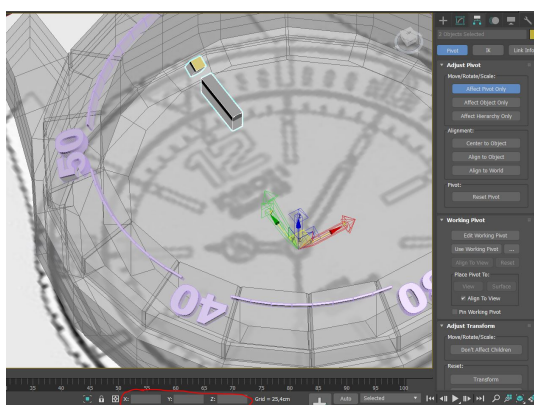 2 Objects Selected
Pivot IK Link Info
Adjust Pivot
Move/Rotate/Scale:
Affect Pivot Only
Affect Object Only
Affect Hierarchy Only
Alignment:
Center to Object
Align to Object
Align to World
Pivot:
Reset Pivot
Working Pivot
Edit Working Pivot
Use Working Pivot ...
Align To View Reset
Place Pivot To:
View Surface
Align To View
Pin Working Pivot
Adjust Transform
Move/Rotate/Scale:
Don't Affect Children
Reset:
Transform
50
40
35 40 45 50 55 60 65 70 75 80 85 90 95 100
X: Y: Z: Grid = 25,4cm Auto Selected